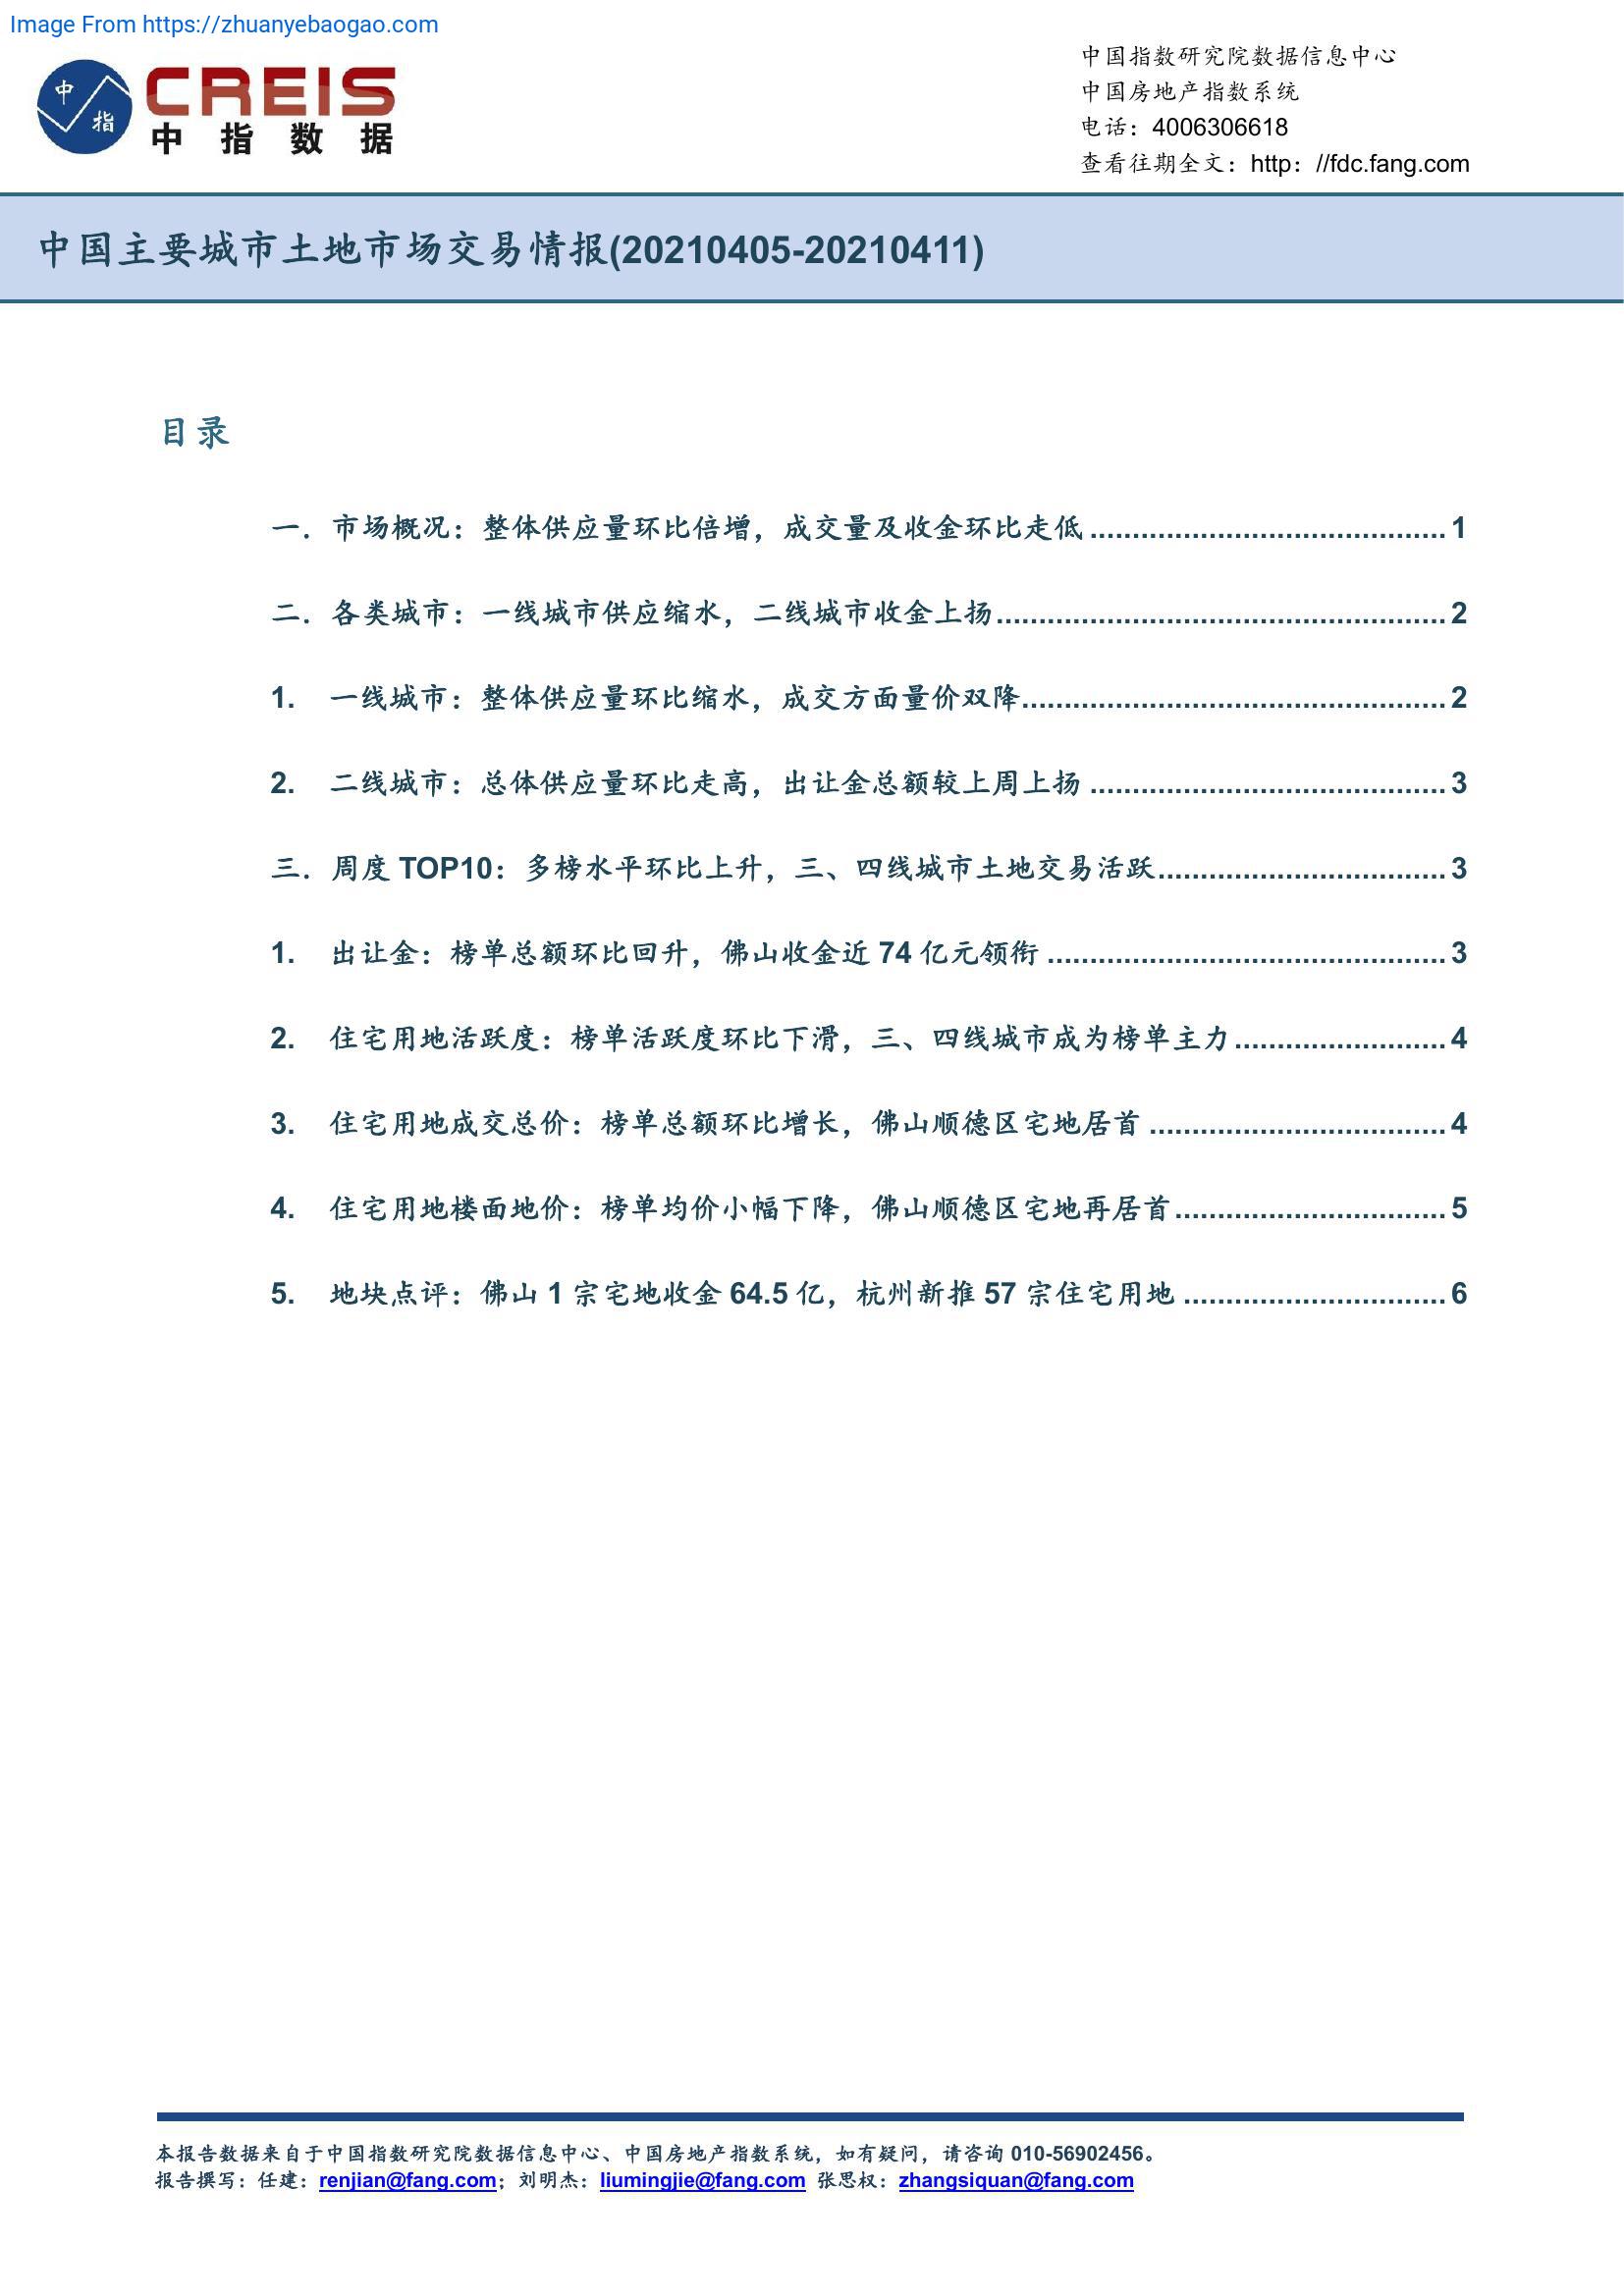 Image From https://zhuanyebaogao.com
中
指
CREIS
中 指 数 据
中国指数研究院数据信息中心
中国房地产指数系统
电话：4006306618
查看往期全文：http：//fdc.fang.com
中国主要城市土地市场交易情报(20210405-20210411)
目录
一．市场概况：整体供应量环比倍增，成交量及收金环比走低..........................................1
二．各类城市：一线城市供应缩水，二线城市收金上扬.....................................................2
1. 一线城市：整体供应量环比缩水，成交方面量价双降..................................................2
2. 二线城市：总体供应量环比走高，出让金总额较上周上扬..........................................3
三．周度 TOP10：多榜水平环比上升，三、四线城市土地交易活跃..................................3
1. 出让金：榜单总额环比回升，佛山收金近 74 亿元领衔...............................................3
2. 住宅用地活跃度：榜单活跃度环比下滑，三、四线城市成为榜单主力.........................4
3. 住宅用地成交总价：榜单总额环比增长，佛山顺德区宅地居首...................................4
4. 住宅用地楼面地价：榜单均价小幅下降，佛山顺德区宅地再居首................................5
5. 地块点评：佛山 1 宗宅地收金 64.5 亿，杭州新推 57 宗住宅用地...............................6
本报告数据来自于中国指数研究院数据信息中心、中国房地产指数系统，如有疑问，请咨询 010-56902456。
报告撰写：任建：renjian@fang.com；刘明杰：liumingjie@fang.com 张思权：zhangsiquan@fang.com